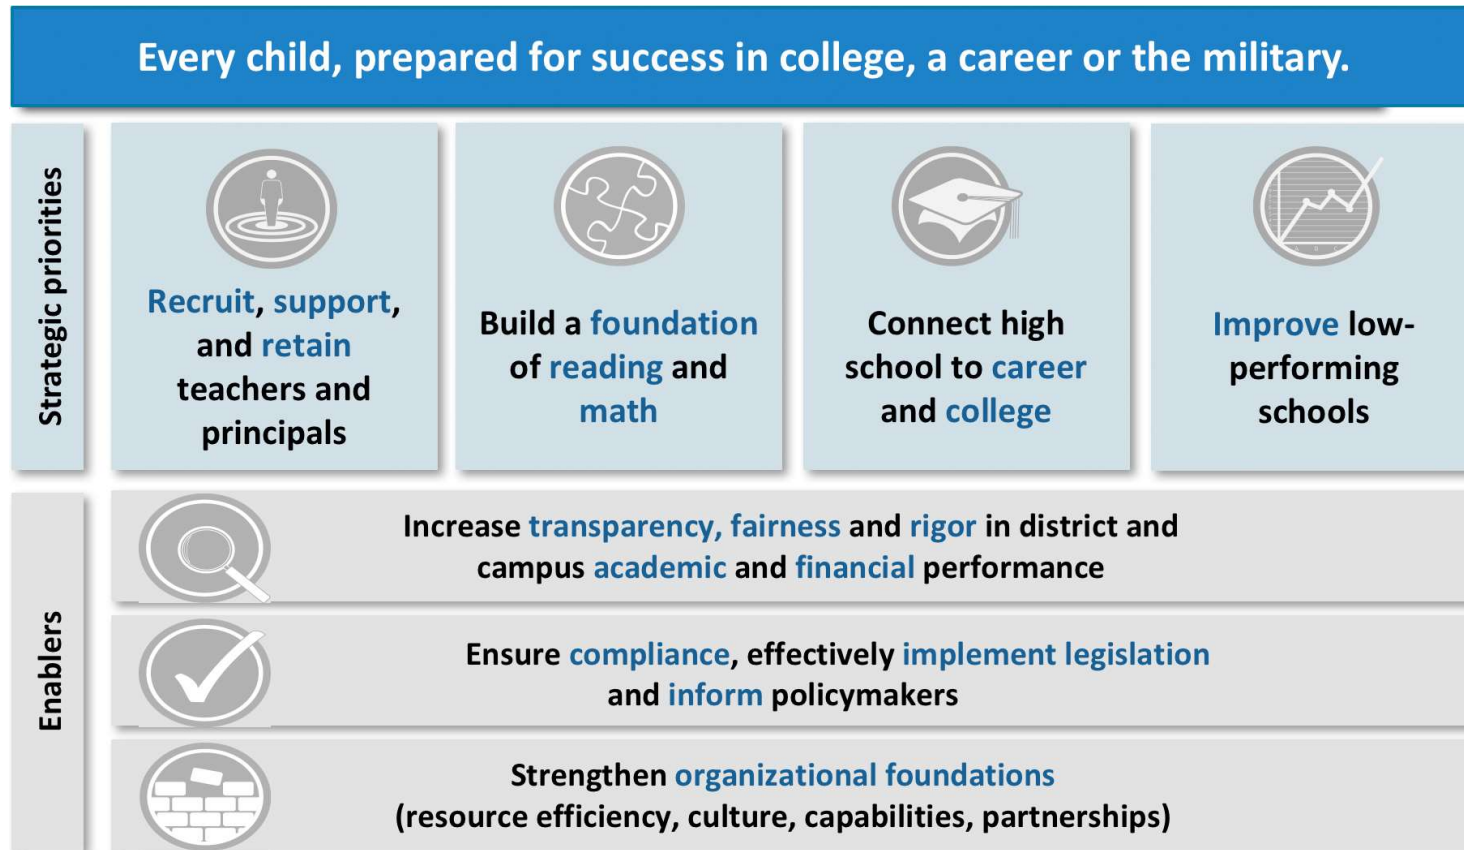 Every child, prepared for success in college, a career or the military.
Strategic priorities
Recruit, support,
and retain
teachers and
principals
Build a foundation
of reading and
math
Connect high
school to career
and college
Improve low-
performing
schools
Enablers
Increase transparency, fairness and rigor in district and
campus academic and financial performance
Ensure compliance, effectively implement legislation
and inform policymakers
Strengthen organizational foundations
(resource efficiency, culture, capabilities, partnerships)